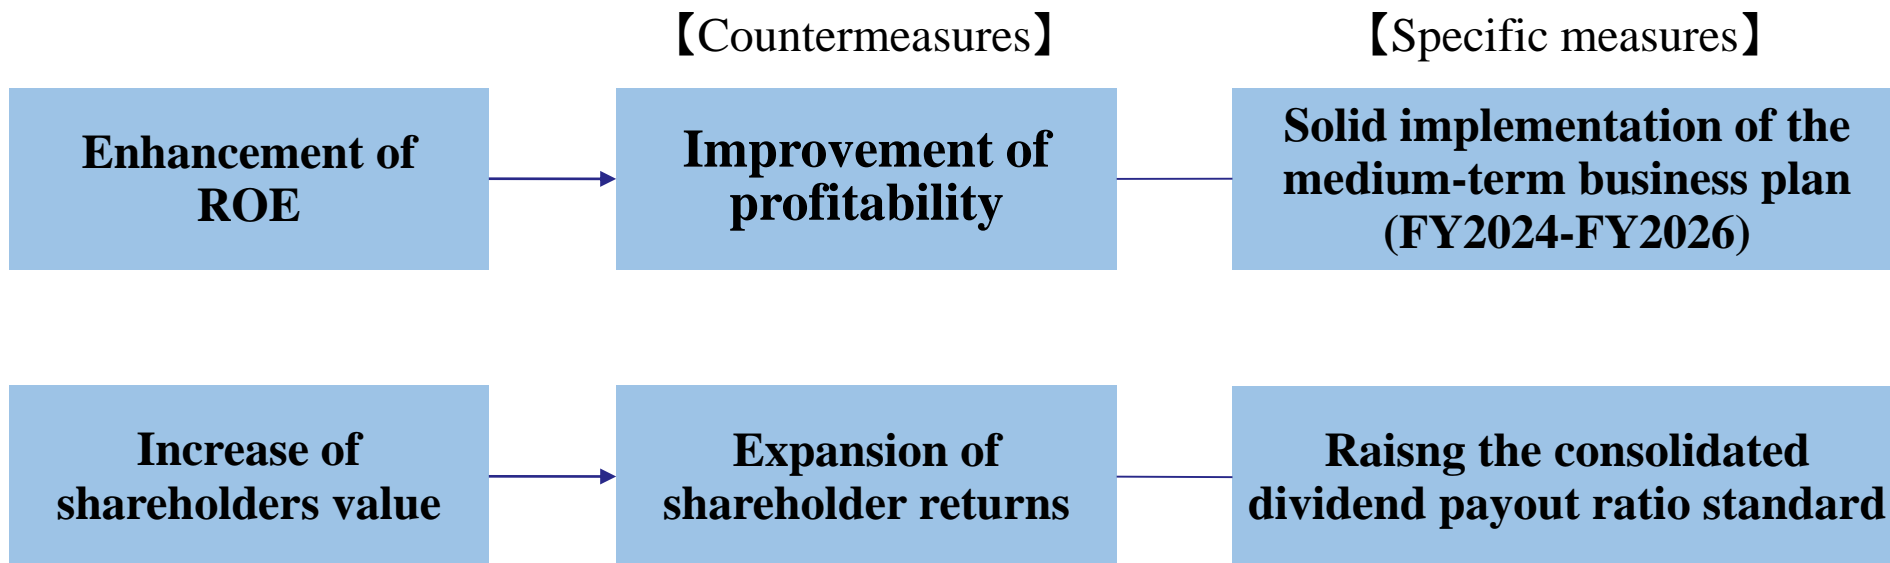 【Countermeasures】
【Specific measures】
Enhancement of
ROE
Improvement of
profitability
Solid implementation of the
medium-term business plan
(FY2024-FY2026)
Increase of
shareholders value
Expansion of
shareholder returns
Raisng the consolidated
dividend payout ratio standard